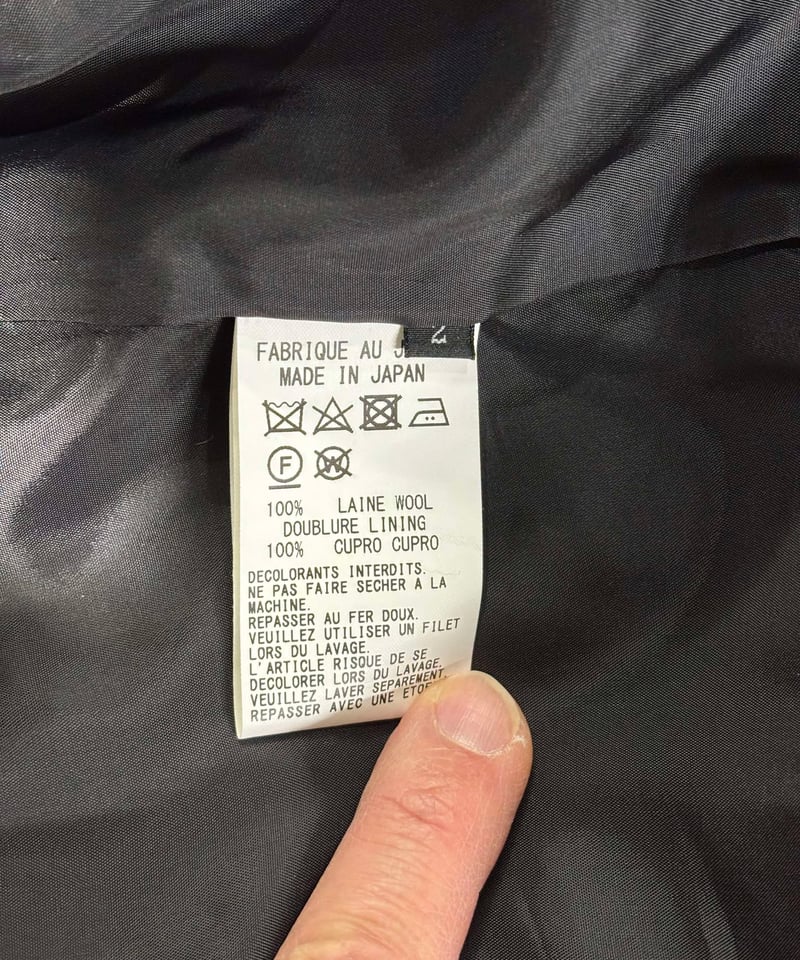 2
FABRIQUE AU
MADE IN JAPAN
F
W
100% LAINE WOOL
DOUBLURE LINING
100% CUPRO CUPRO
DECOLORANTS INTERDITS.
NE PAS FAIRE SECHER A LA
MACHINE.
REPASSER AU FER DOUX.
VEUILLEZ UTILISER UN FILET
LORS DU LAVAGE.
L'ARTICLE RISQUE DE SE
DECOLORER LORS DU LAVAGE.
VEUILLEZ LAVER SEPAREMENT.
REPASSER AVEC UNE